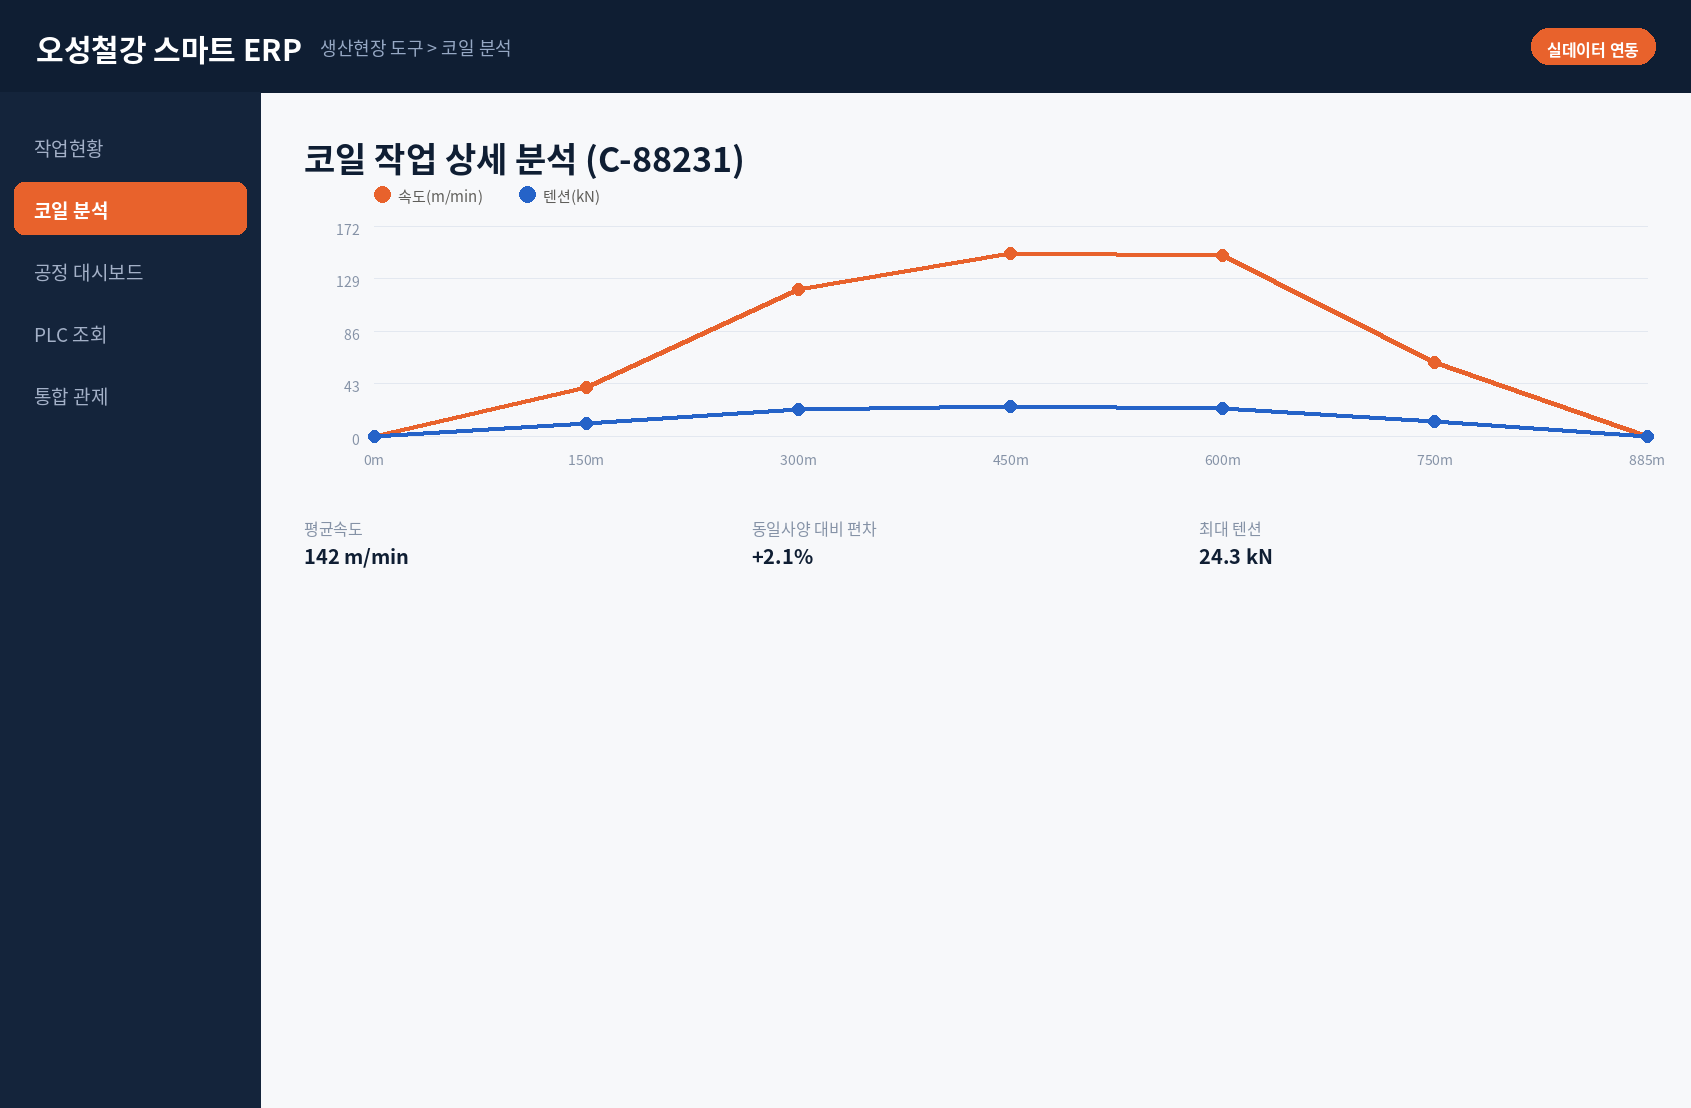 오성철강 스마트 ERP 생산현장 도구 > 코일 분석
실데이터 연동
작업현황
코일 분석
공정 대시보드
PLC 조회
통합 관제
코일 작업 상세 분석 (C-88231)
속도(m/min) 텐션(kN)
172
129
86
43
0
0m 150m 300m 450m 600m 750m 885m
평균속도 동일사양 대비 편차 최대 텐션
142 m/min +2.1% 24.3 kN